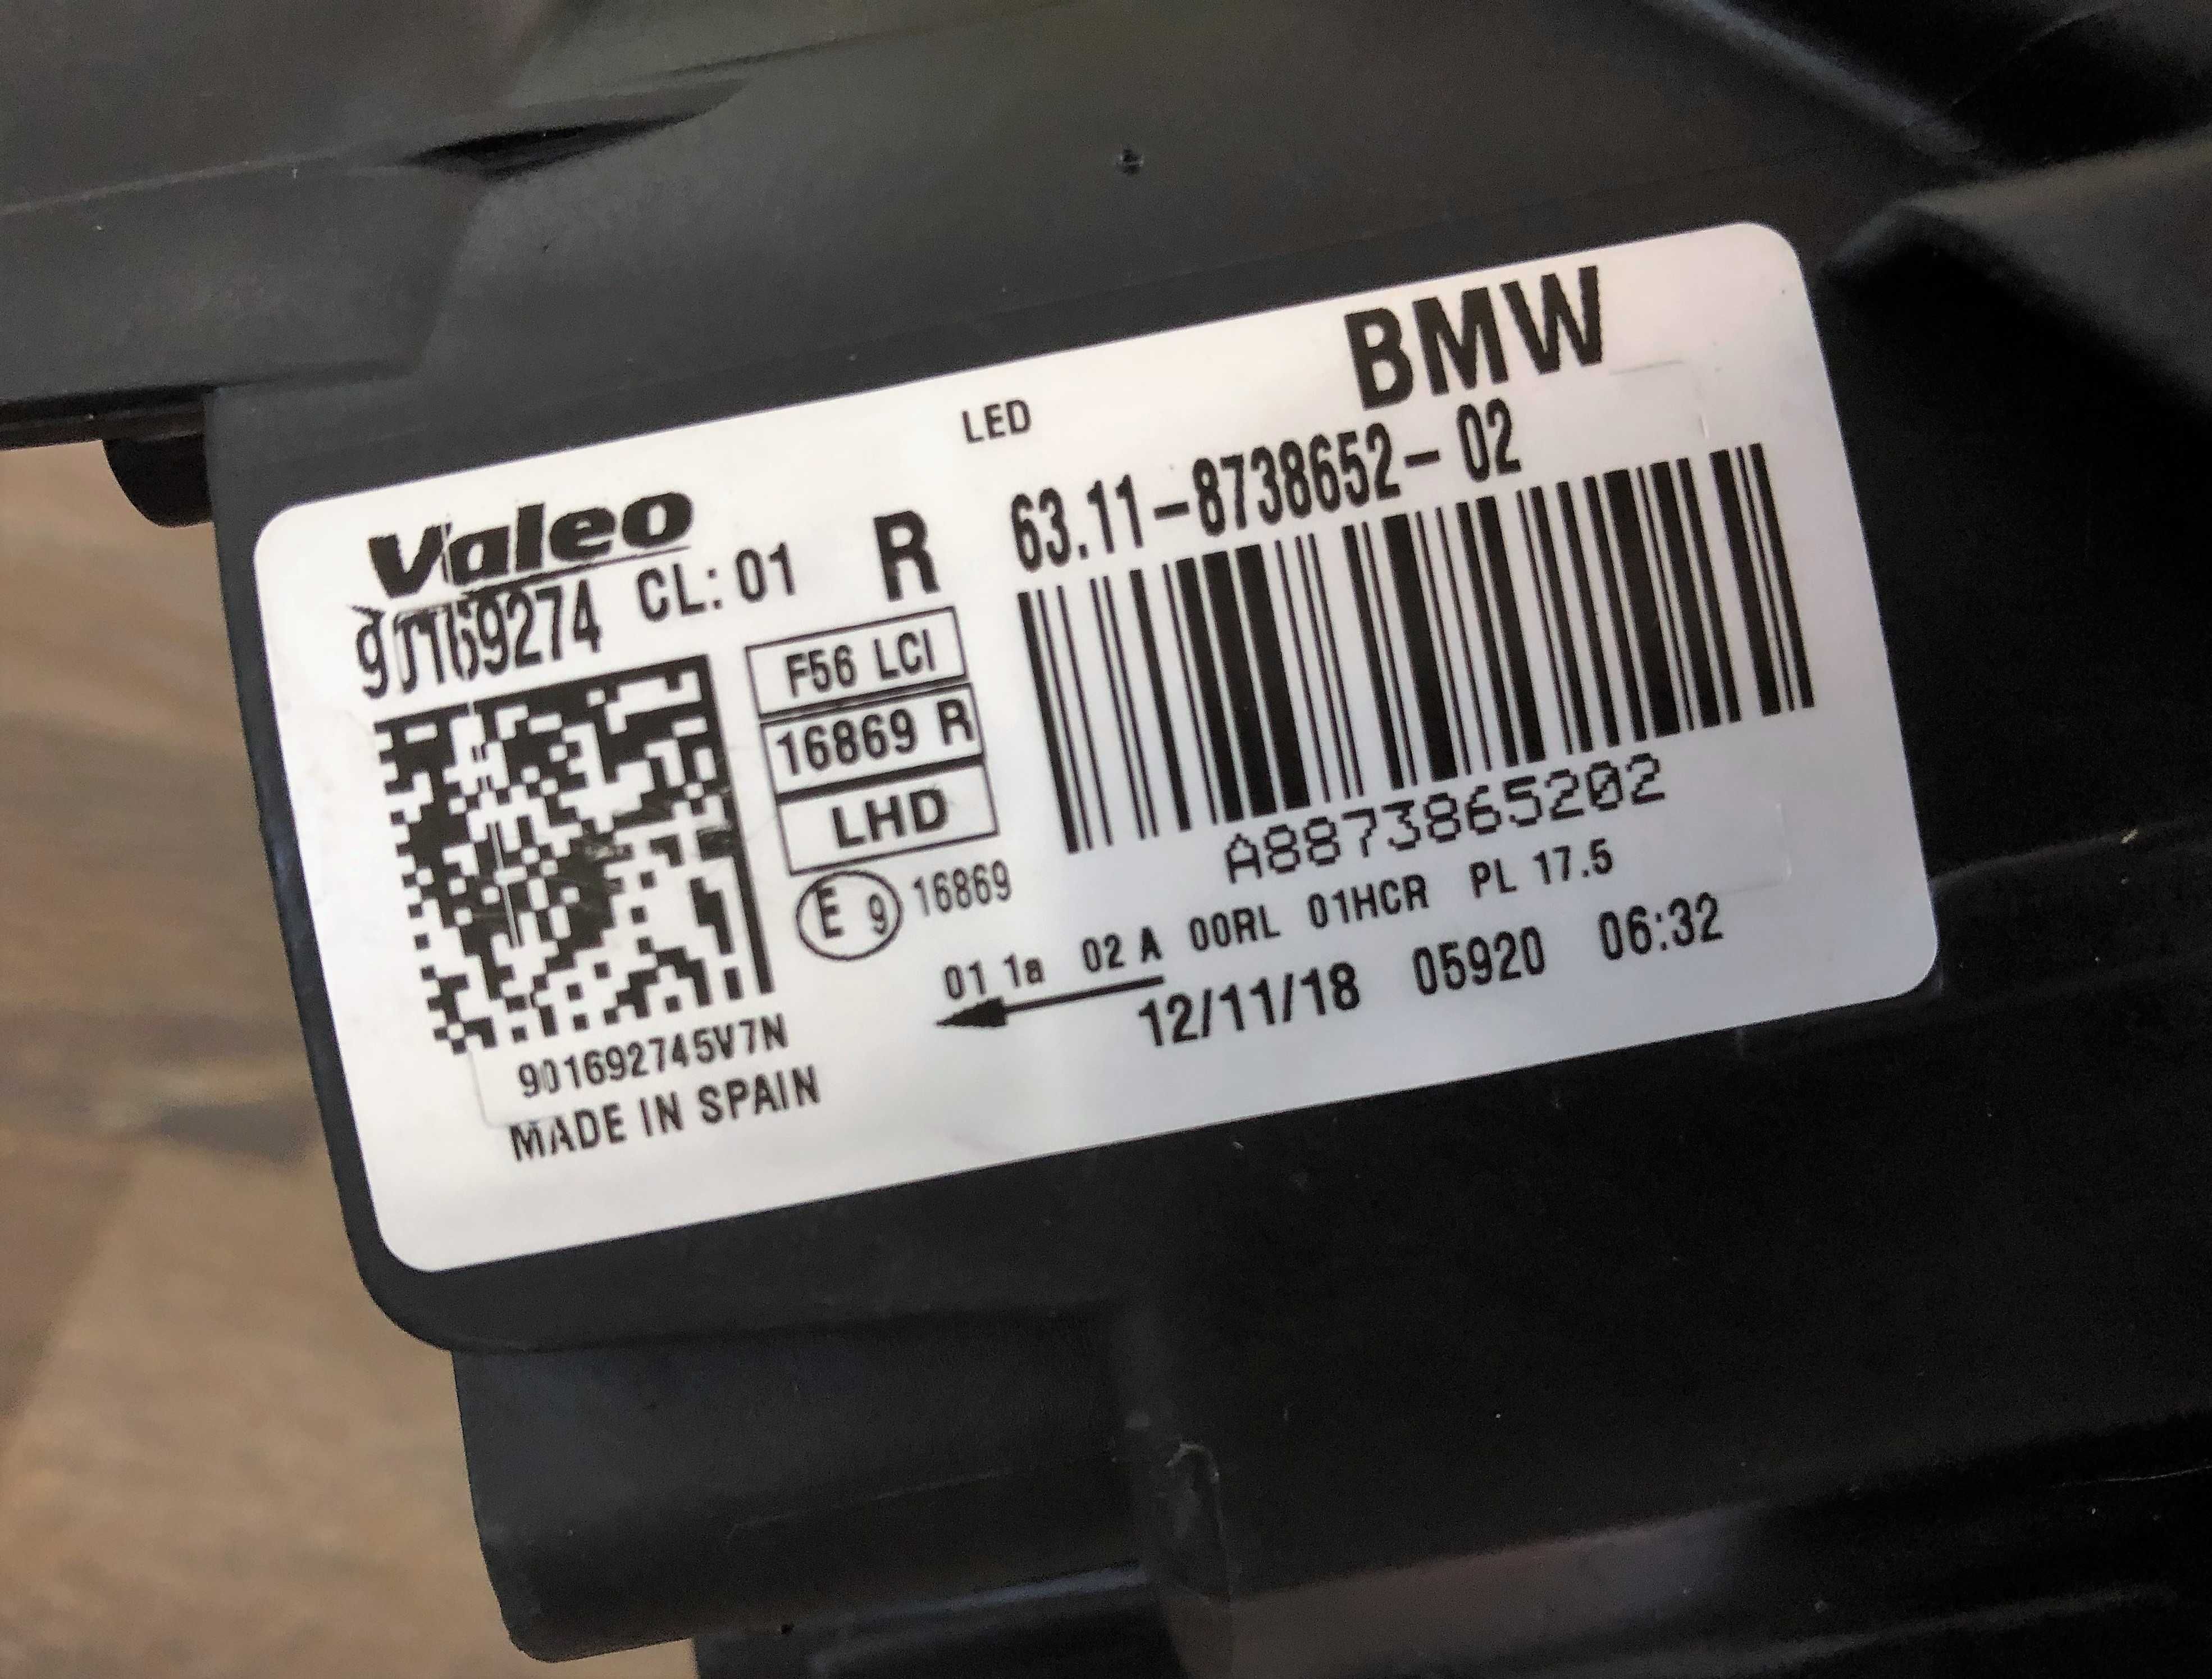 BMW
LED
63.11-8738652-02
Valeo
90169274 CL:01 R
F56 LCI
16869 R
LHD
E 9 16869
A8873865202
01 1a 02 A 00RL 01HCR PL 17.5
12/11/18 05920 06:32
901692745V7N
MADE IN SPAIN